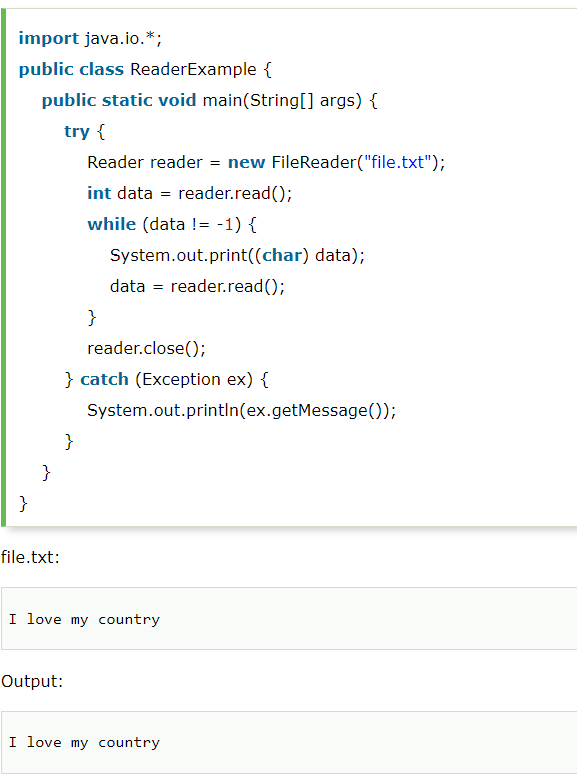 import java.io.*;
public class ReaderExample {
    public static void main(String[] args) {
        try {
            Reader reader = new FileReader("file.txt");
            int data = reader.read();
            while (data != -1) {
                System.out.print((char) data);
                data = reader.read();
            }
            reader.close();
        } catch (Exception ex) {
            System.out.println(ex.getMessage());
        }
    }
}
file.txt:
I love my country
Output:
I love my country